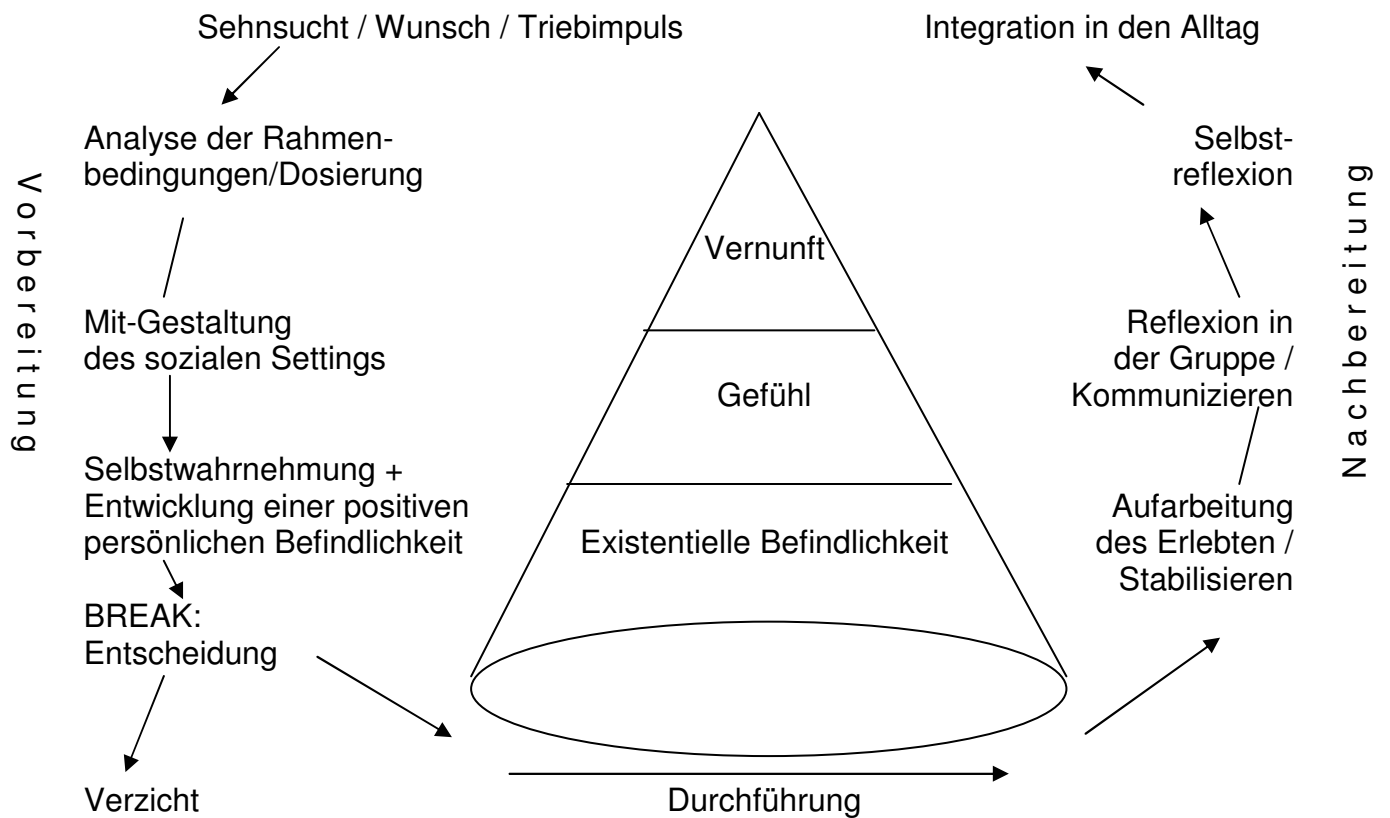 Sehnsucht / Wunsch / Triebimpuls
Analyse der Rahmen-
bedingungen/Dosierung
Mit-Gestaltung
des sozialen Settings
Selbstwahrnehmung +
Entwicklung einer positiven
persönlichen Befindlichkeit
BREAK:
Entscheidung
Verzicht
Vorbereitung
Vernunft
Gefühl
Existentielle Befindlichkeit
Durchführung
Integration in den Alltag
Selbst-
reflexion
Reflexion in
der Gruppe /
Kommunizieren
Aufarbeitung
des Erlebten /
Stabilisieren
Nachbereitung